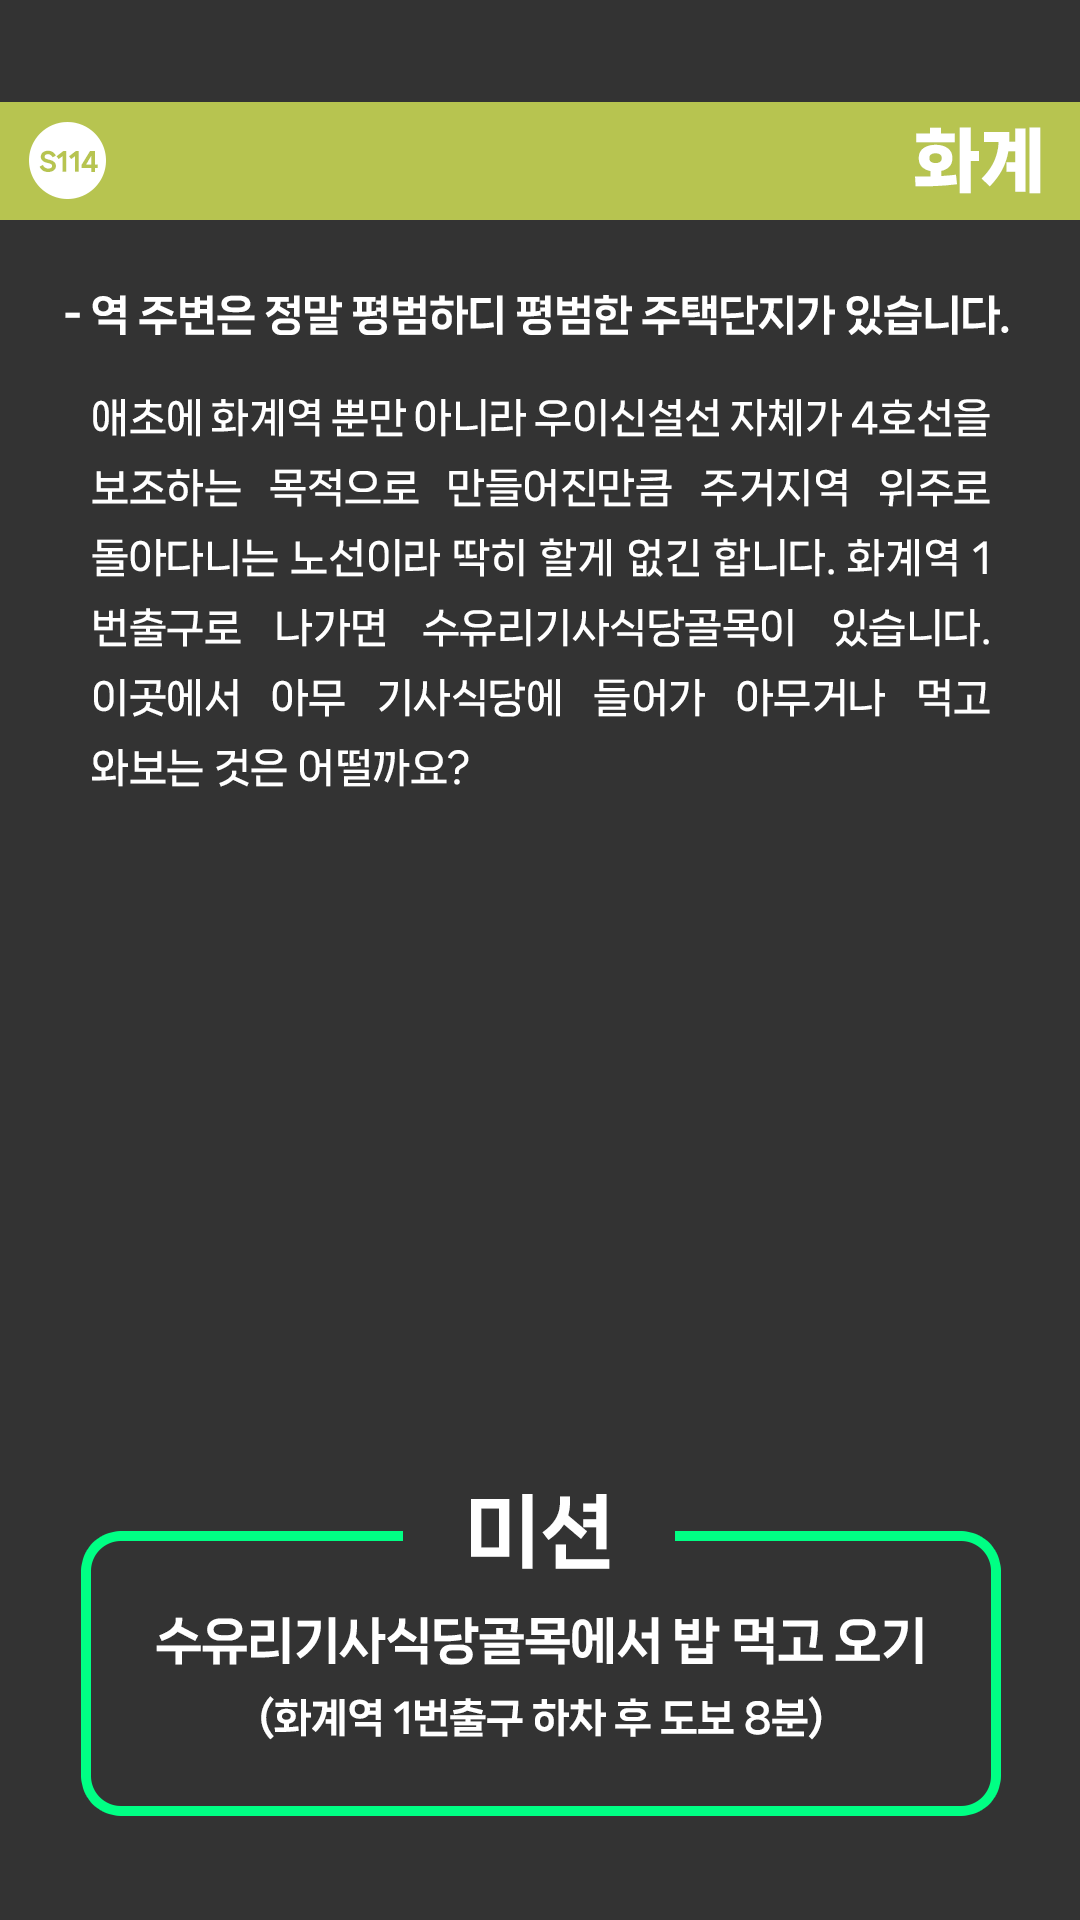 S114
화계
- 역 주변은 정말 평범하디 평범한 주택단지가 있습니다.
애초에 화계역 뿐만 아니라 우이신설선 자체가 4호선을
보조하는 목적으로 만들어진만큼 주거지역 위주로
돌아다니는 노선이라 딱히 할게 없긴 합니다. 화계역 1
번출구로 나가면 수유리기사식당골목이 있습니다.
이곳에서 아무 기사식당에 들어가 아무거나 먹고
와보는 것은 어떨까요?
미션
수유리기사식당골목에서 밥 먹고 오기
(화계역 1번출구 하차 후 도보 8분)